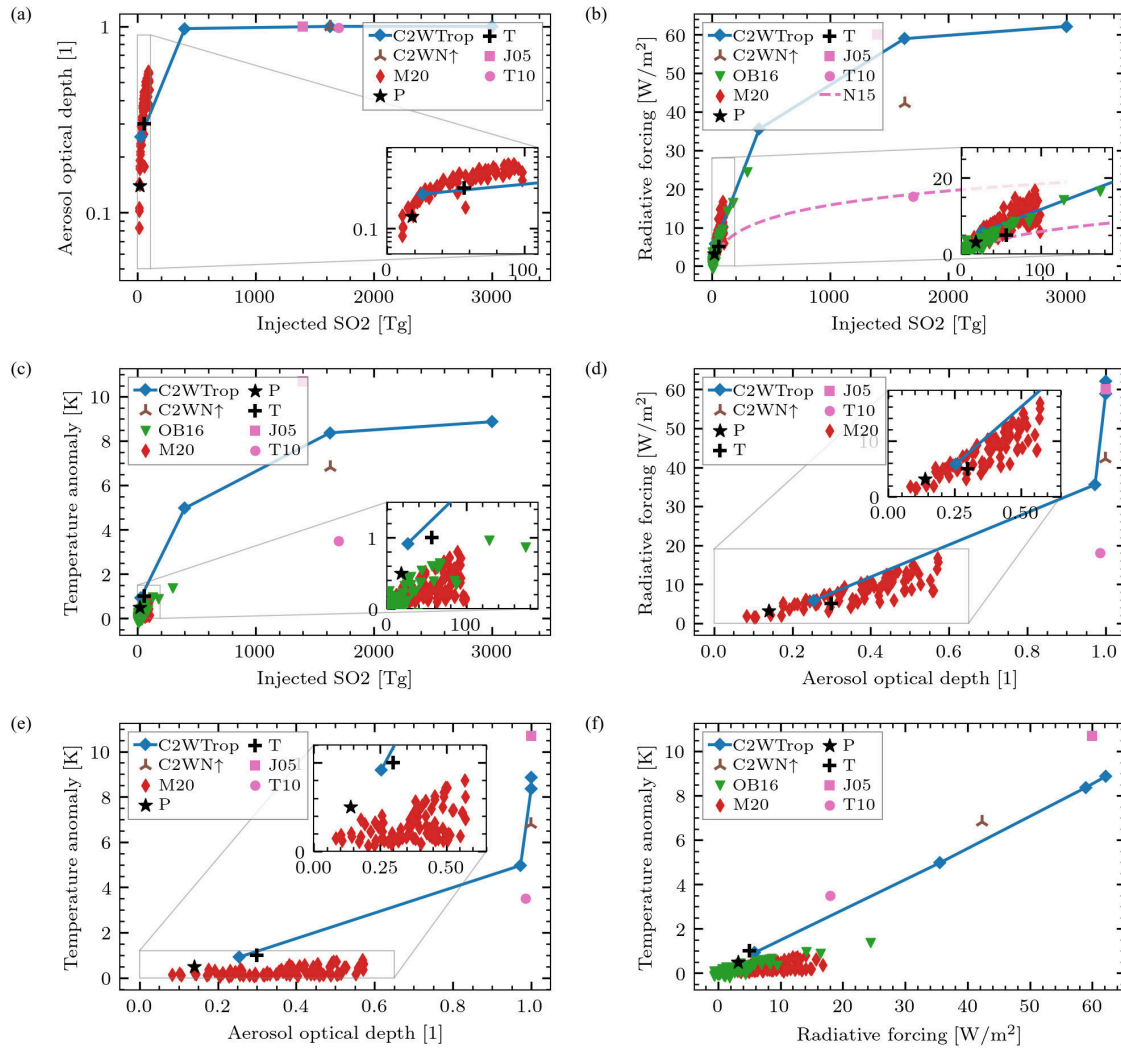 (a)
Aerosol optical depth [1]
1
0.1
C2WTrop
C2WN↑
M20
P
T
J05
T10
0.1
0
100
0
1000
2000
3000
Injected SO2 [Tg]
(b)
Radiative forcing [W/m²]
60
50
40
30
20
10
0
C2WTrop
C2WN↑
OB16
M20
P
T
J05
T10
N15
20
0
0
100
0
1000
2000
3000
Injected SO2 [Tg]
(c)
Temperature anomaly [K]
10
8
6
4
2
0
C2WTrop
C2WN↑
OB16
M20
P
T
J05
T10
1
0
0
100
0
1000
2000
3000
Injected SO2 [Tg]
(d)
Radiative forcing [W/m²]
60
50
40
30
20
10
0
C2WTrop
C2WN↑
P
T
J05
T10
M20
10
0
0.00
0.25
0.50
0.0
0.2
0.4
0.6
0.8
1.0
Aerosol optical depth [1]
(e)
Temperature anomaly [K]
10
8
6
4
2
0
C2WTrop
C2WN↑
M20
P
T
J05
T10
1
0
0.00
0.25
0.50
0.0
0.2
0.4
0.6
0.8
1.0
Aerosol optical depth [1]
(f)
Temperature anomaly [K]
10
8
6
4
2
0
C2WTrop
C2WN↑
OB16
M20
P
T
J05
T10
0
20
40
60
Radiative forcing [W/m²]